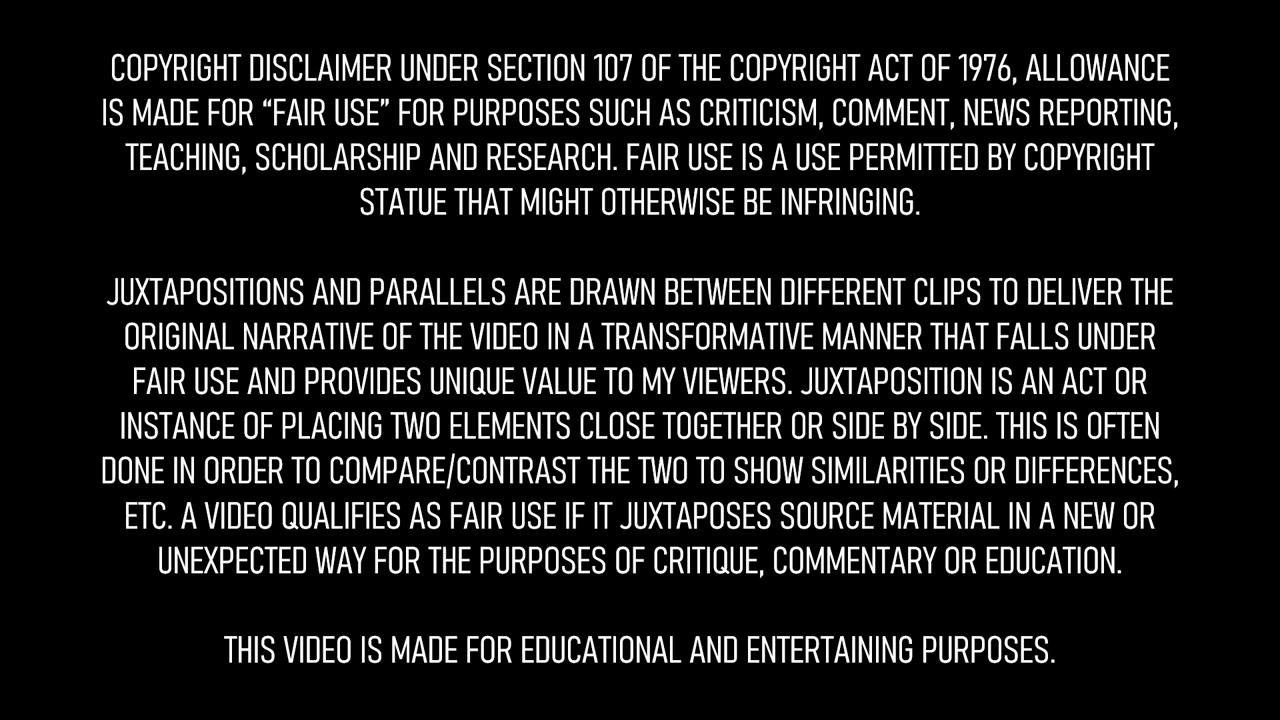 COPYRIGHT DISCLAIMER UNDER SECTION 107 OF THE COPYRIGHT ACT OF 1976, ALLOWANCE
IS MADE FOR “FAIR USE” FOR PURPOSES SUCH AS CRITICISM, COMMENT, NEWS REPORTING,
TEACHING, SCHOLARSHIP AND RESEARCH. FAIR USE IS A USE PERMITTED BY COPYRIGHT
STATUE THAT MIGHT OTHERWISE BE INFRINGING.
JUXTAPOSITIONS AND PARALLELS ARE DRAWN BETWEEN DIFFERENT CLIPS TO DELIVER THE
ORIGINAL NARRATIVE OF THE VIDEO IN A TRANSFORMATIVE MANNER THAT FALLS UNDER
FAIR USE AND PROVIDES UNIQUE VALUE TO MY VIEWERS. JUXTAPOSITION IS AN ACT OR
INSTANCE OF PLACING TWO ELEMENTS CLOSE TOGETHER OR SIDE BY SIDE. THIS IS OFTEN
DONE IN ORDER TO COMPARE/CONTRAST THE TWO TO SHOW SIMILARITIES OR DIFFERENCES,
ETC. A VIDEO QUALIFIES AS FAIR USE IF IT JUXTAPOSES SOURCE MATERIAL IN A NEW OR
UNEXPECTED WAY FOR THE PURPOSES OF CRITIQUE, COMMENTARY OR EDUCATION.
THIS VIDEO IS MADE FOR EDUCATIONAL AND ENTERTAINING PURPOSES.